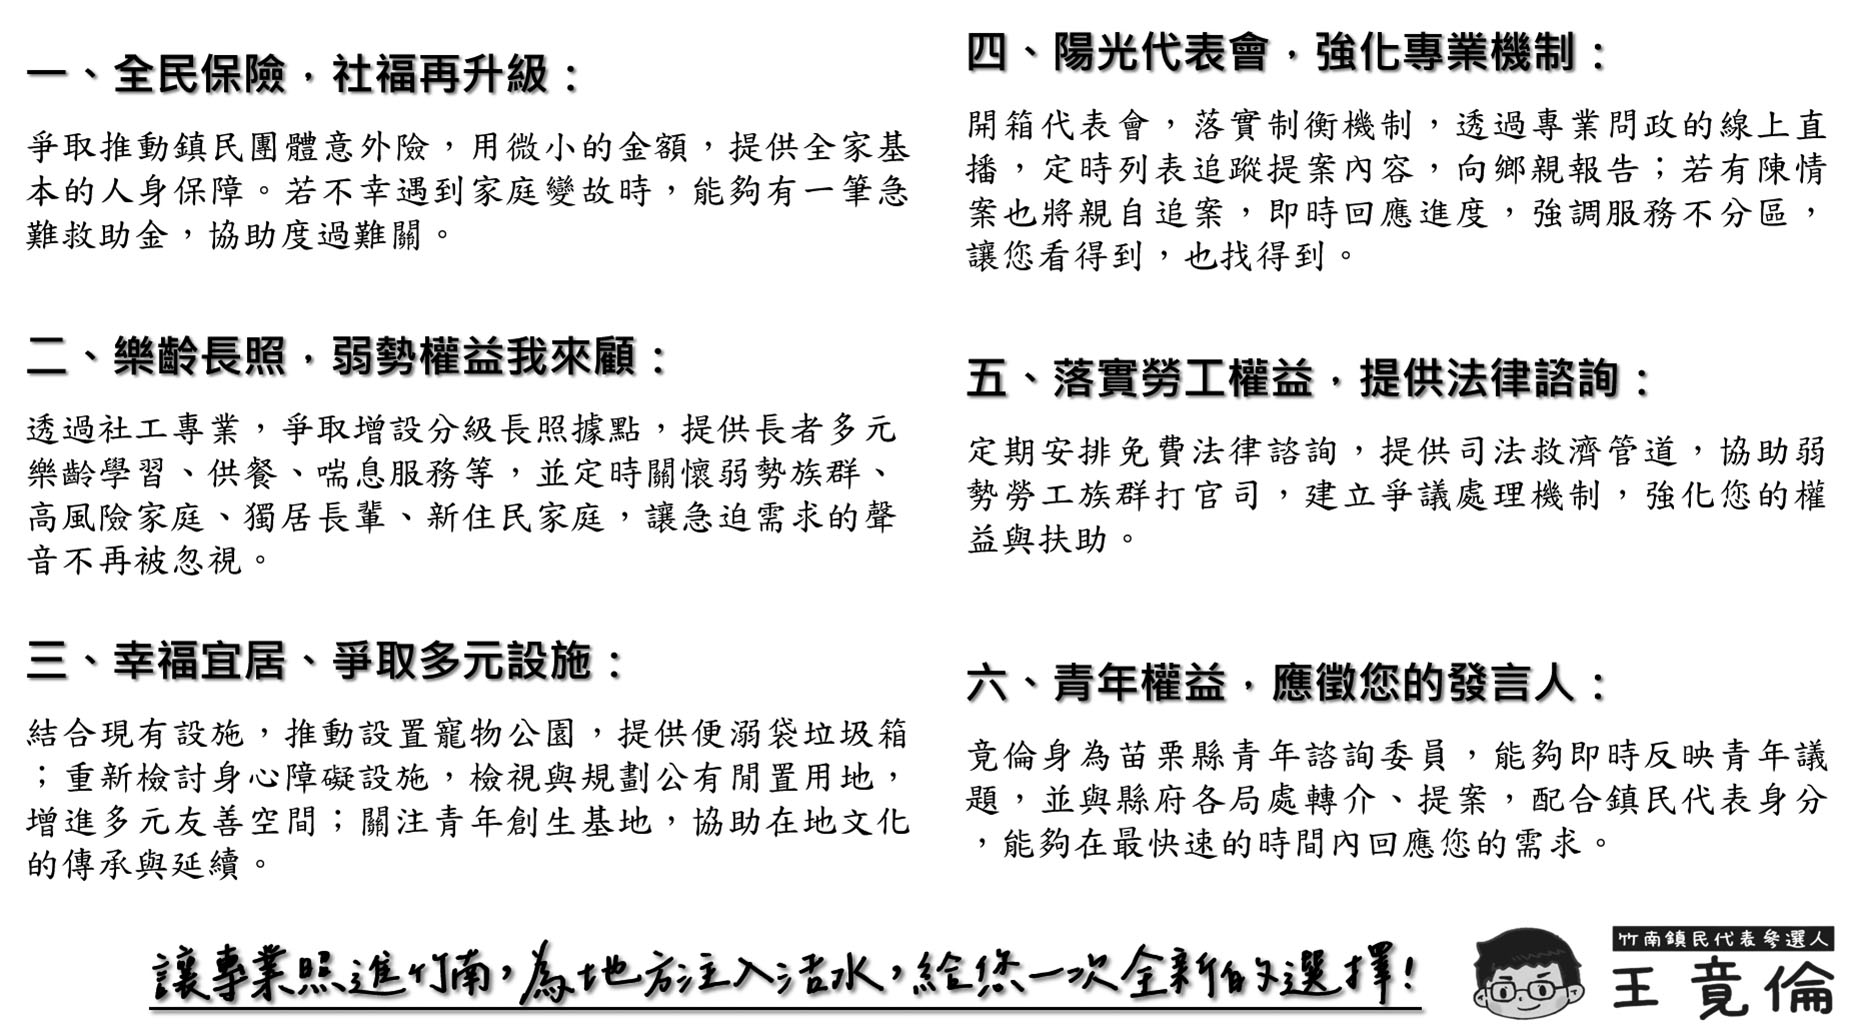 一、全民保險，社福再升級：
爭取推動鎮民團體意外險，用微小的金額，提供全家基
本的人身保障。若不幸遇到家庭變故時，能夠有一筆急
難救助金，協助度過難關。
二、樂齡長照，弱勢權益我來顧：
透過社工專業，爭取增設分級長照據點，提供長者多元
樂齡學習、供餐、喘息服務等，並定時關懷弱勢族群、
高風險家庭、獨居長輩、新住民家庭，讓急迫需求的聲
音不再被忽視。
三、幸福宜居、爭取多元設施：
結合現有設施，推動設置寵物公園，提供便溺袋垃圾箱
；重新檢討身心障礙設施，檢視與規劃公有閒置用地，
增進多元友善空間；關注青年創生基地，協助在地文化
的傳承與延續。
四、陽光代表會，強化專業機制：
開箱代表會，落實制衡機制，透過專業問政的線上直
播，定時列表追蹤提案內容，向鄉親報告；若有陳情
案也將親自追案，即時回應進度，強調服務不分區，
讓您看得到，也找得到。
五、落實勞工權益，提供法律諮詢：
定期安排免費法律諮詢，提供司法救濟管道，協助弱
勢勞工族群打官司，建立爭議處理機制，強化您的權
益與扶助。
六、青年權益，應徵您的發言人：
竟倫身為苗栗縣青年諮詢委員，能夠即時反映青年議
題，並與縣府各局處轉介、提案，配合鎮民代表身分
，能夠在最快速的時間內回應您的需求。
讓專業照進竹南，為地方注入活水，給您一次全新的選擇！
竹南鎮民代表參選人
王竟倫